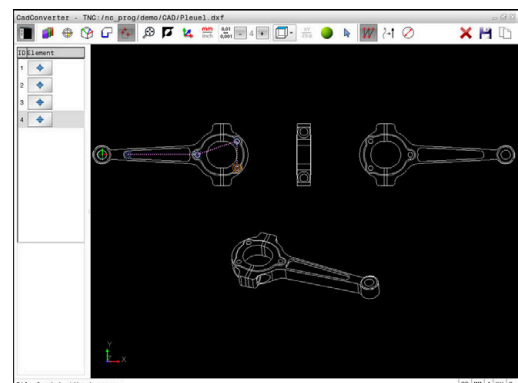 CadConverter - TNC:/nc_prog/demo/CAD/Pleuel.dxf
mm inch 0,01 0,001 4
ID Element
1
2
3
4
Y
X